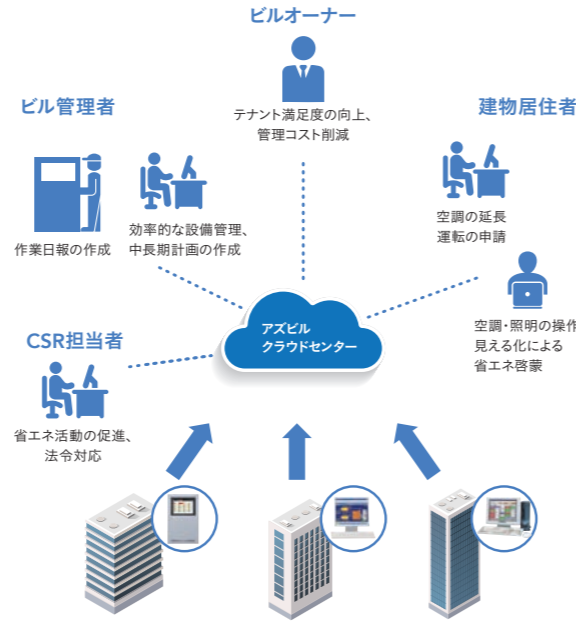 ビルオーナー
テナント満足度の向上、
管理コスト削減
ビル管理者
作業日報の作成
効率的な設備管理、
中長期計画の作成
建物居住者
空調の延長
運転の申請
空調・照明の操作
見える化による
省エネ啓蒙
アズビル
クラウドセンター
CSR担当者
省エネ活動の促進、
法令対応